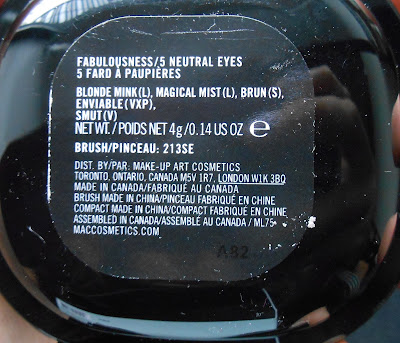 FABULOUSNESS/5 NEUTRAL EYES
5 FARD À PAUPIÈRES
BLONDE MINK(L), MAGICAL MIST(L), BRUN(S),
ENVIABLE(VXP),
SMUT(V)
NET WT./POIDS NET 4g/0.14 US OZ ℮
BRUSH/PINCEAU: 213SE
DIST. BY/PAR: MAKE-UP ART COSMETICS
TORONTO, ONTARIO, CANADA M5V 1R7, LONDON W1K 3BQ
MADE IN CANADA/FABRIQUÉ AU CANADA
BRUSH MADE IN CHINA/PINCEAU FABRIQUÉ EN CHINE
COMPACT MADE IN CHINA/COMPACT FABRIQUÉ EN CHINE
ASSEMBLED IN CANADA/ASSEMBLÉ AU CANADA / ML75
MACCOSMETICS.COM
A82